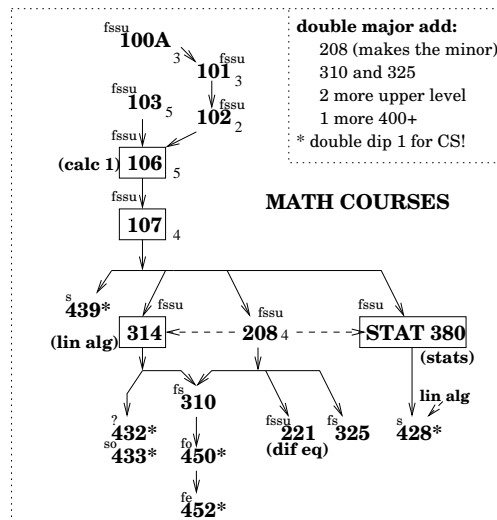 double major add:
208 (makes the minor)
310 and 325
2 more upper level
1 more 400+
* double dip 1 for CS!
fssu
100A
3
fssu
101
3
fssu
103
5
fssu
102
2
fssu
(calc 1) 106
5
fssu
107
4
MATH COURSES
s
439*
fssu
314
(lin alg)
fssu
208
4
fssu
STAT 380
(stats)
fs
310
?
432*
so
433*
fo
450*
fe
452*
fssu
221
(dif eq)
fs
325
lin alg
s
428*